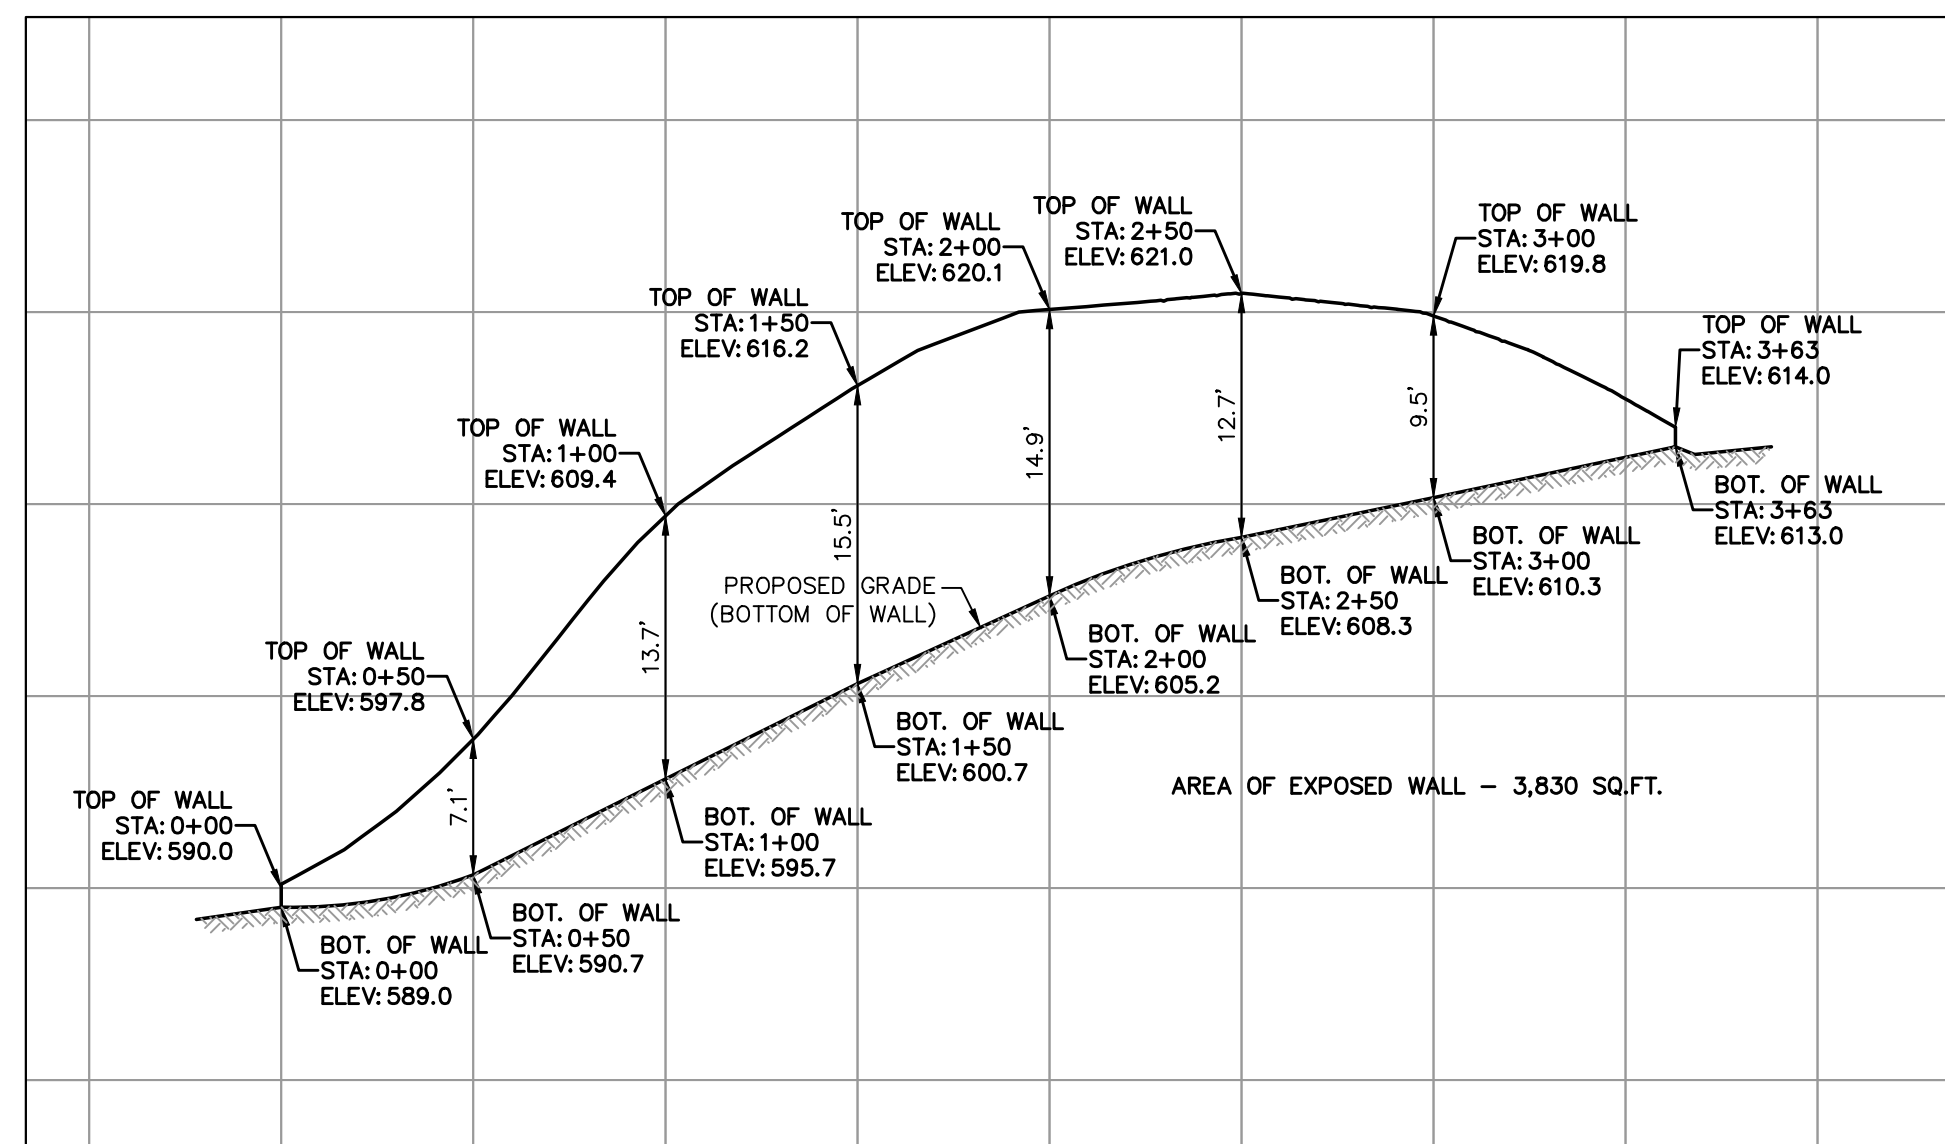 TOP OF WALL
STA: 2+50
ELEV: 621.0
TOP OF WALL
STA: 3+00
ELEV: 619.8
TOP OF WALL
STA: 2+00
ELEV: 620.1
TOP OF WALL
STA: 1+50
ELEV: 616.2
TOP OF WALL
STA: 3+63
ELEV: 614.0
TOP OF WALL
STA: 1+00
ELEV: 609.4
15.5'
14.9'
12.7'
9.5'
BOT. OF WALL
STA: 3+63
ELEV: 613.0
BOT. OF WALL
STA: 3+00
ELEV: 610.3
PROPOSED GRADE
(BOTTOM OF WALL)
BOT. OF WALL
STA: 2+50
ELEV: 608.3
13.7'
TOP OF WALL
STA: 0+50
ELEV: 597.8
BOT. OF WALL
STA: 2+00
ELEV: 605.2
BOT. OF WALL
STA: 1+50
ELEV: 600.7
AREA OF EXPOSED WALL – 3,830 SQ.FT.
7.1'
TOP OF WALL
STA: 0+00
ELEV: 590.0
BOT. OF WALL
STA: 1+00
ELEV: 595.7
BOT. OF WALL
STA: 0+50
ELEV: 590.7
BOT. OF WALL
STA: 0+00
ELEV: 589.0